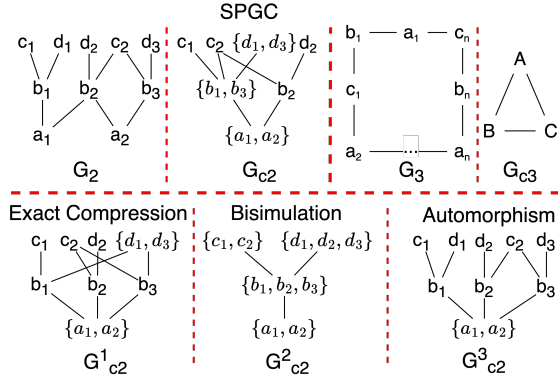 SPGC
c1 d1 d2 c2 d3
b1 b2 b3
a1 a2
G2
c1 c2 {d1, d3} d2
{b1, b3} b2
{a1, a2}
Gc2
b1 a1 cn
c1 bn
a2 ... an
G3
A
B C
Gc3
Exact Compression
c1 c2 d2 {d1, d3}
b1 b2 b3
{a1, a2}
G1c2
Bisimulation
{c1, c2} {d1, d2, d3}
{b1, b2, b3}
{a1, a2}
G2c2
Automorphism
c1 d1 d2 c2 d3
b1 b2 b3
{a1, a2}
G3c2